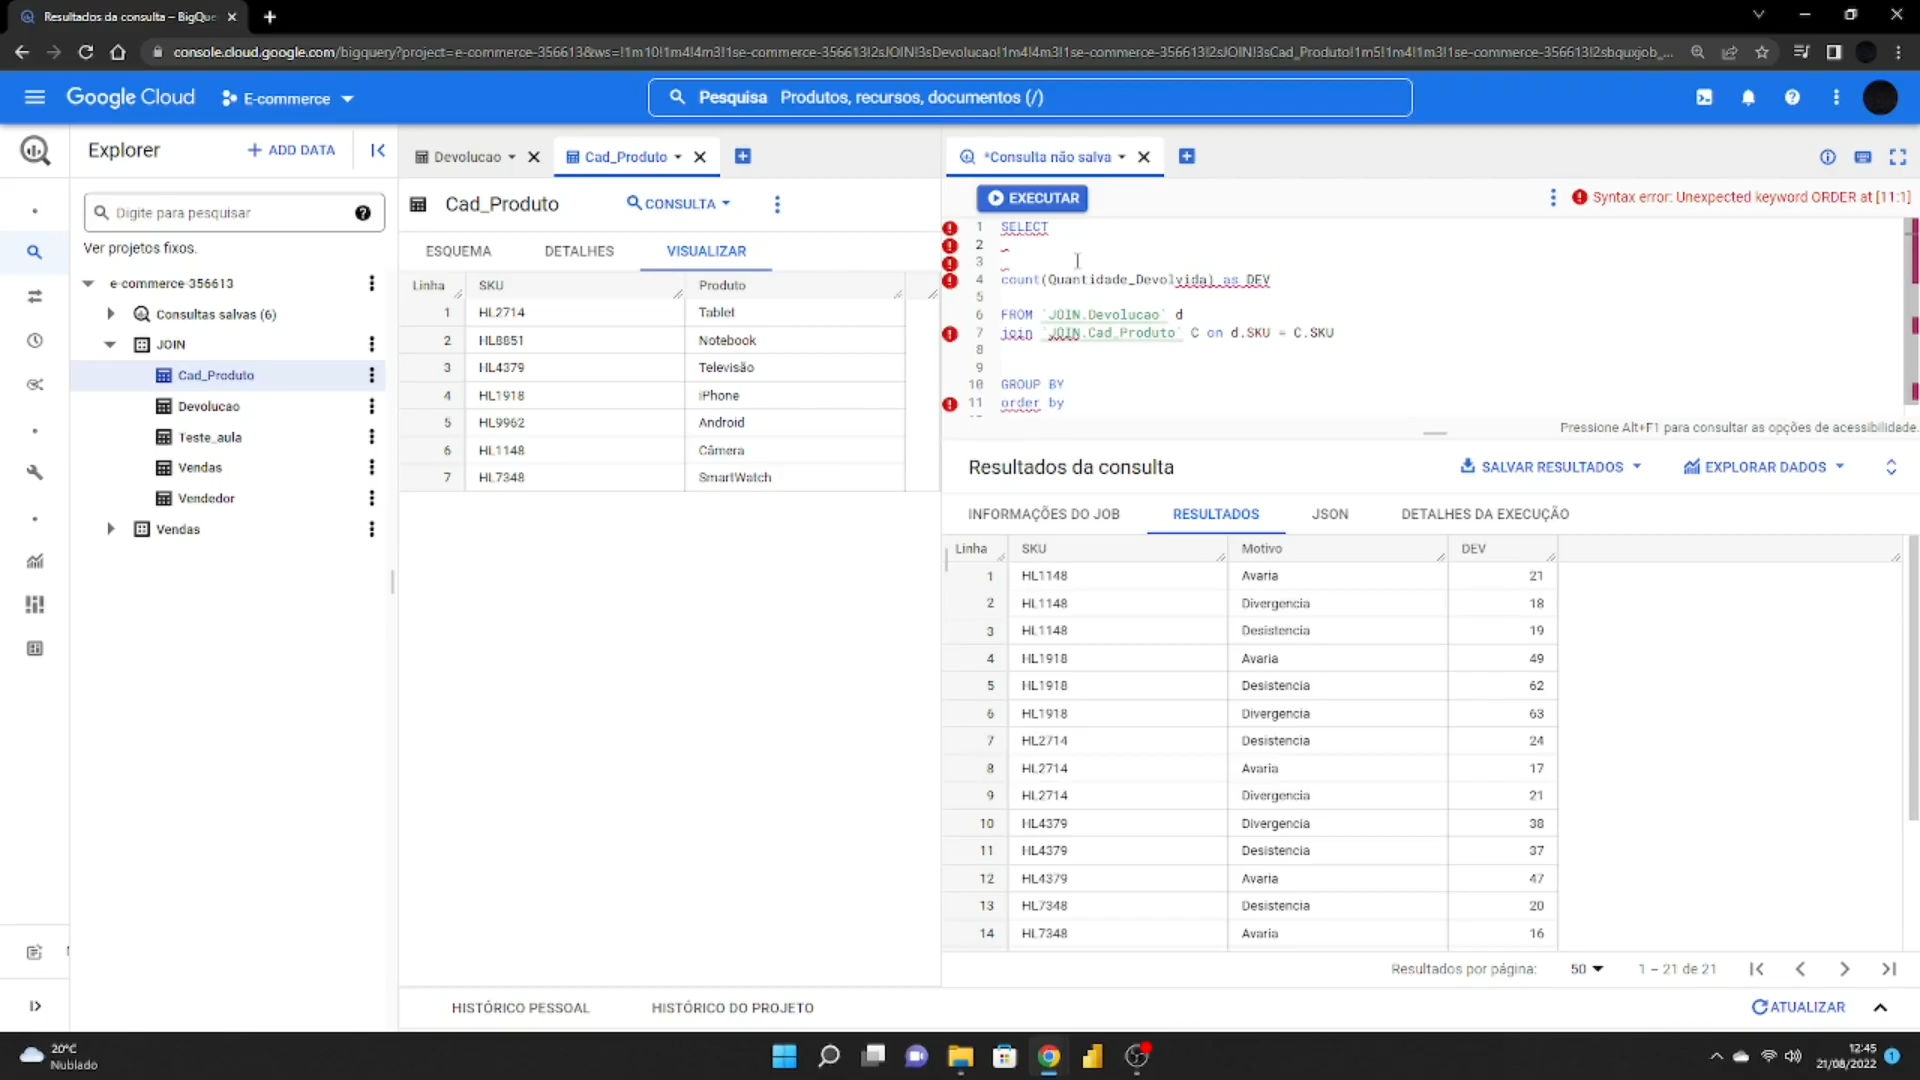 Resultados da consulta – BigQue
console.cloud.google.com/bigquery?project=e-commerce-356613&ws=!1m10!1m4!4m3!1se-commerce-356613!2sJOIN!3sDevolucao!1m4!4m3!1se-commerce-356613!2sJOIN!3sCad_Produto!1m5!1m4!1m3!1se-commerce-356613!2sbquxjob_...
Google Cloud
E-commerce
Pesquisa Produtos, recursos, documentos (/)
Explorer
+ ADD DATA
Digite para pesquisar
Ver projetos fixos.
e-commerce-356613
Consultas salvas (6)
JOIN
Cad_Produto
Devolucao
Teste_aula
Vendas
Vendedor
Vendas
Devolucao
Cad_Produto
Cad_Produto
CONSULTA
ESQUEMA DETALHES VISUALIZAR
Linha SKU Produto
1 HL2714 Tablet
2 HL8851 Notebook
3 HL4379 Televisão
4 HL1918 iPhone
5 HL9962 Android
6 HL1148 Câmera
7 HL7348 SmartWatch
*Consulta não salva
EXECUTAR
Syntax error: Unexpected keyword ORDER at [11:1]
1 SELECT
2
3
4 count(Quantidade_Devolvida) as DEV
5
6 FROM `JOIN.Devolucao` d
7 join `JOIN.Cad_Produto` C on d.SKU = C.SKU
8
9
10 GROUP BY
11 order by
Pressione Alt+F1 para consultar as opções de acessibilidade.
Resultados da consulta
SALVAR RESULTADOS
EXPLORAR DADOS
INFORMAÇÕES DO JOB RESULTADOS JSON DETALHES DA EXECUÇÃO
Linha SKU Motivo DEV
1 HL1148 Avaria 21
2 HL1148 Divergencia 18
3 HL1148 Desistencia 19
4 HL1918 Avaria 49
5 HL1918 Desistencia 62
6 HL1918 Divergencia 63
7 HL2714 Desistencia 24
8 HL2714 Avaria 17
9 HL2714 Divergencia 21
10 HL4379 Divergencia 38
11 HL4379 Desistencia 37
12 HL4379 Avaria 47
13 HL7348 Desistencia 20
14 HL7348 Avaria 16
Resultados por página: 50 1 – 21 de 21
HISTÓRICO PESSOAL HISTÓRICO DO PROJETO
ATUALIZAR
20°C
Nublado
12:45
21/08/2022
1